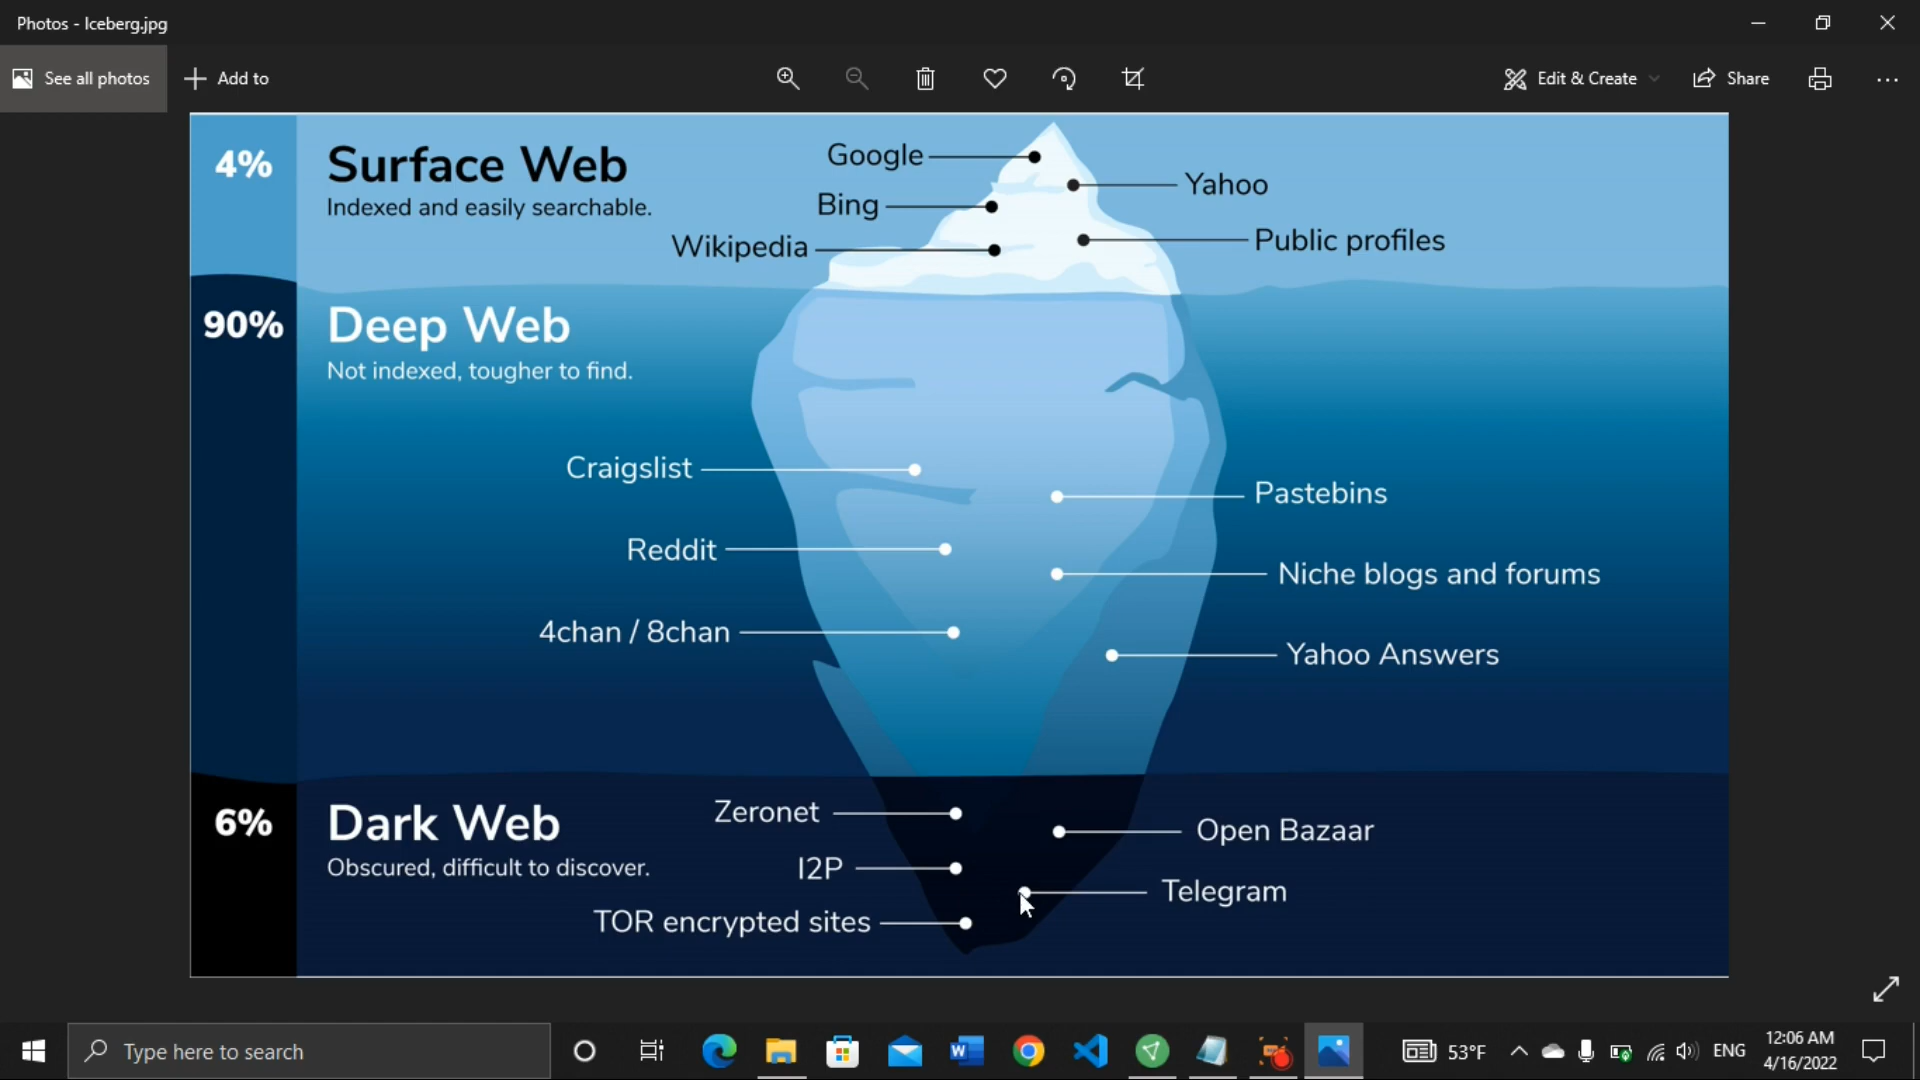 Photos - Iceberg.jpg
See all photos
Add to
Edit & Create
Share
4%
Surface Web
Indexed and easily searchable.
Google
Yahoo
Bing
Public profiles
Wikipedia
90%
Deep Web
Not indexed, tougher to find.
Craigslist
Pastebins
Reddit
Niche blogs and forums
4chan / 8chan
Yahoo Answers
6%
Dark Web
Obscured, difficult to discover.
Zeronet
Open Bazaar
I2P
Telegram
TOR encrypted sites
Type here to search
53°F
ENG
12:06 AM
4/16/2022